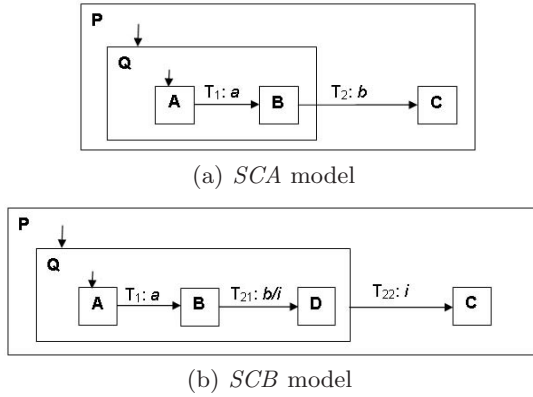 P
Q
A T1: a B T2: b C
(a) SCA model
P
Q
A T1: a B T21: b/i D T22: i C
(b) SCB model